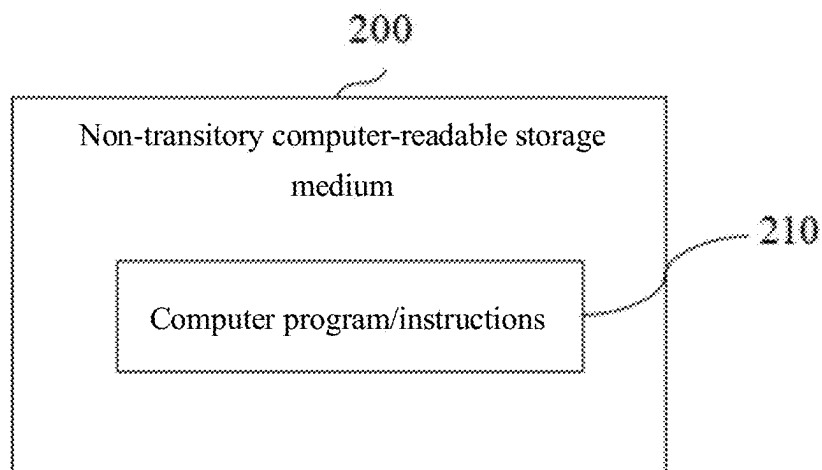 200
Non-transitory computer-readable storage
medium
210
Computer program/instructions